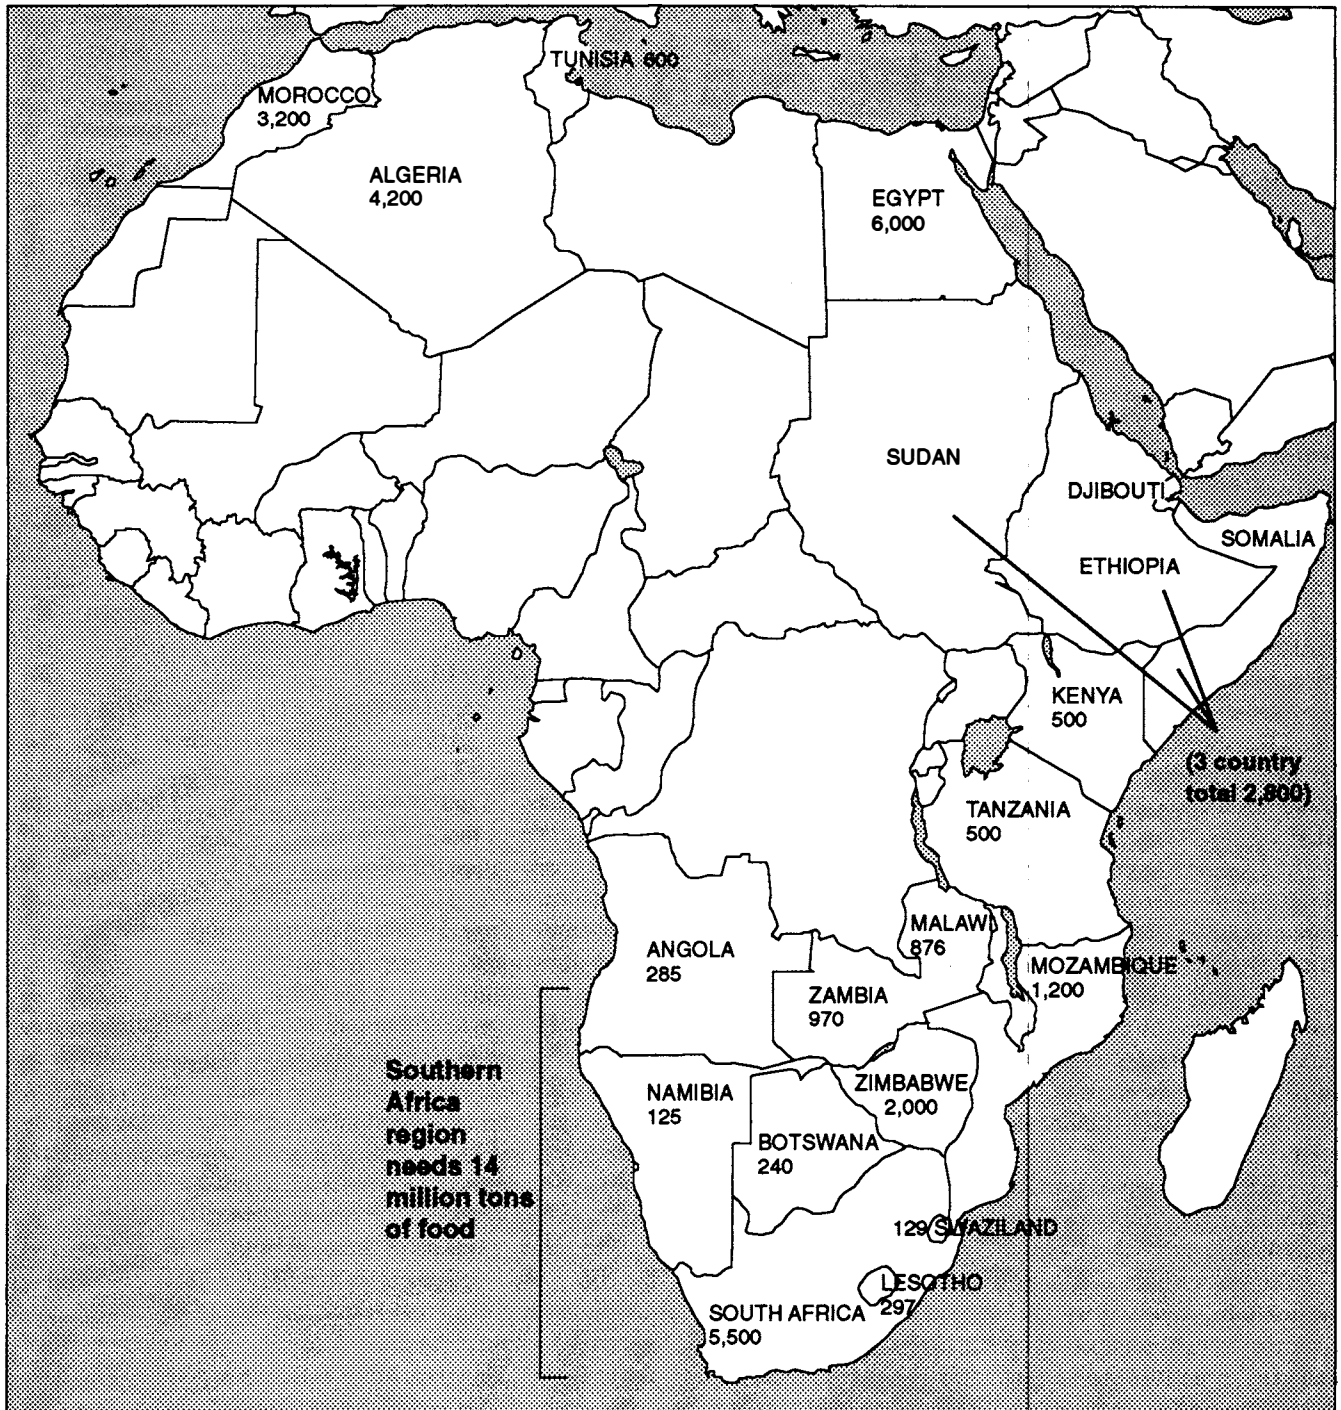 TUNISIA 600
MOROCCO
3,200
ALGERIA
4,200
EGYPT
6,000
SUDAN
DJIBOUTI
SOMALIA
ETHIOPIA
KENYA
500
(3 country
total 2,800)
TANZANIA
500
MALAWI
876
ANGOLA
285
MOZAMBIQUE
1,200
ZAMBIA
970
Southern
Africa
region
needs 14
million tons
of food
NAMIBIA
125
ZIMBABWE
2,000
BOTSWANA
240
129 SWAZILAND
LESOTHO
297
SOUTH AFRICA
5,500